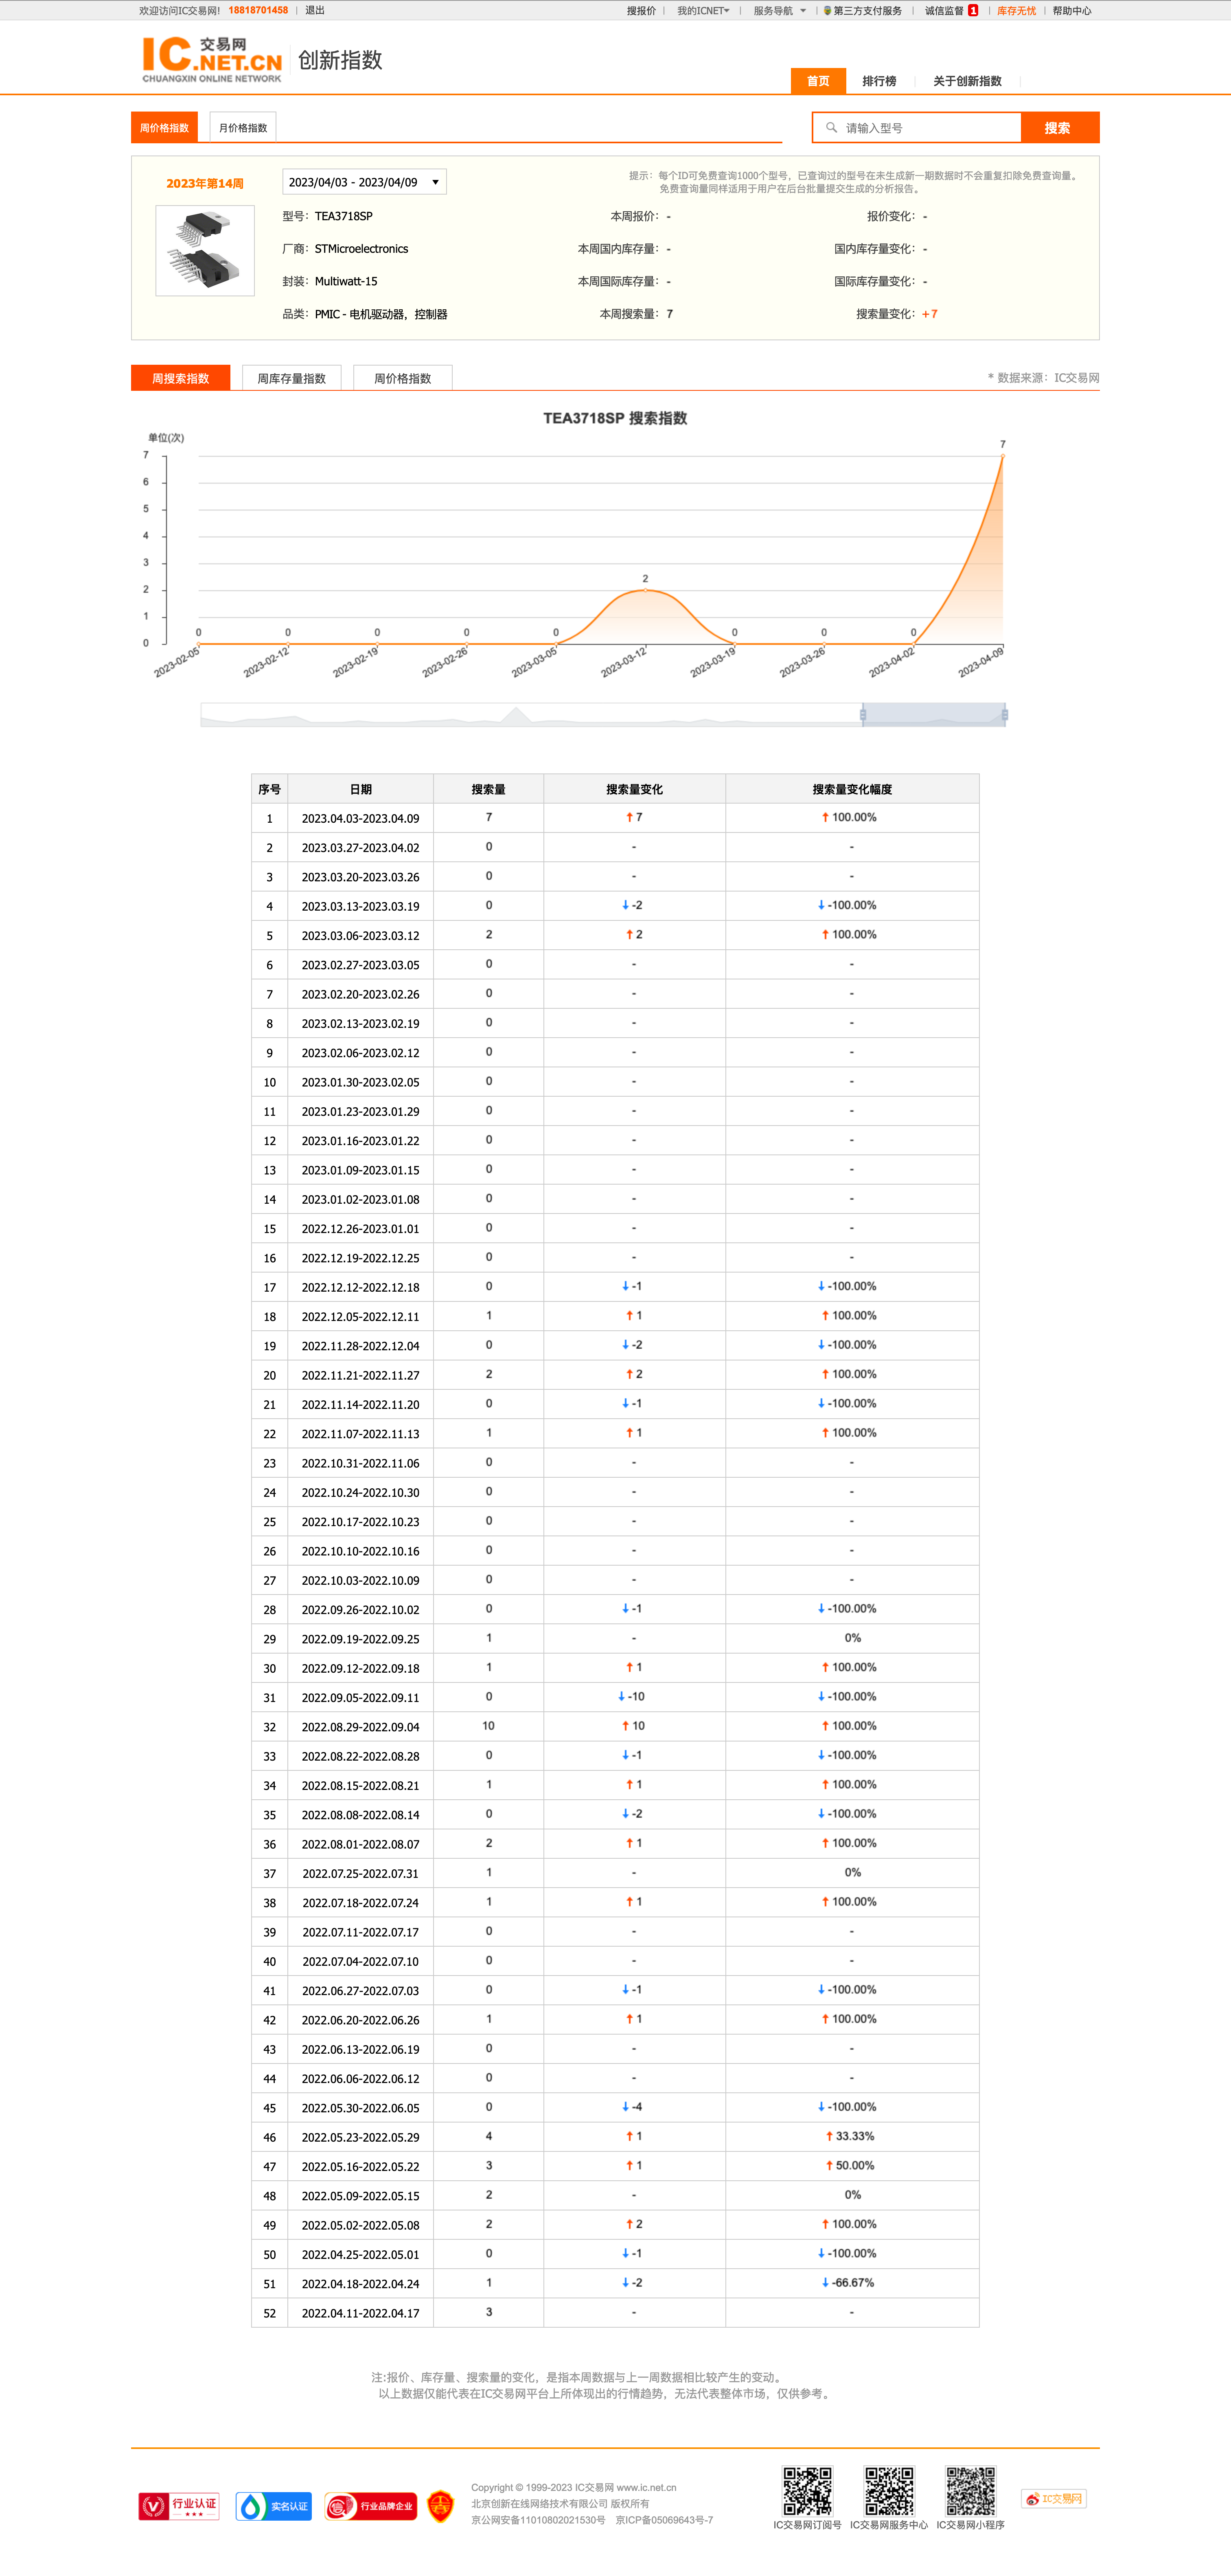 欢迎访问IC交易网! 18818701458 | 退出 搜报价 | 我的ICNET | 服务导航 | 第三方支付服务 | 诚信监督 1 | 库存无忧 | 帮助中心
IC 交易网 .NET.CN
CHUANGXIN ONLINE NETWORK
创新指数
首页 排行榜 关于创新指数
周价格指数 月价格指数 请输入型号 搜索
2023年第14周 2023/04/03 - 2023/04/09 ▼
提示：每个ID可免费查询1000个型号，已查询过的型号在未生成新一期数据时不会重复扣除免费查询量。
免费查询量同样适用于用户在后台批量提交生成的分析报告。
型号：TEA3718SP 本周报价：- 报价变化：-
厂商：STMicroelectronics 本周国内库存量：- 国内库存量变化：-
封装：Multiwatt-15 本周国际库存量：- 国际库存量变化：-
品类：PMIC - 电机驱动器，控制器 本周搜索量：7 搜索量变化：+7
周搜索指数 周库存量指数 周价格指数 * 数据来源：IC交易网
TEA3718SP 搜索指数
单位(次)
7
6
5
4
3
2
1
0
0 0 0 0 0 2 0 0 0 7
2023-02-05 2023-02-12 2023-02-19 2023-02-26 2023-03-05 2023-03-12 2023-03-19 2023-03-26 2023-04-02 2023-04-09
序号 日期 搜索量 搜索量变化 搜索量变化幅度
1 2023.04.03-2023.04.09 7 ↑7 ↑100.00%
2 2023.03.27-2023.04.02 0 - -
3 2023.03.20-2023.03.26 0 - -
4 2023.03.13-2023.03.19 0 ↓-2 ↓-100.00%
5 2023.03.06-2023.03.12 2 ↑2 ↑100.00%
6 2023.02.27-2023.03.05 0 - -
7 2023.02.20-2023.02.26 0 - -
8 2023.02.13-2023.02.19 0 - -
9 2023.02.06-2023.02.12 0 - -
10 2023.01.30-2023.02.05 0 - -
11 2023.01.23-2023.01.29 0 - -
12 2023.01.16-2023.01.22 0 - -
13 2023.01.09-2023.01.15 0 - -
14 2023.01.02-2023.01.08 0 - -
15 2022.12.26-2023.01.01 0 - -
16 2022.12.19-2022.12.25 0 - -
17 2022.12.12-2022.12.18 0 ↓-1 ↓-100.00%
18 2022.12.05-2022.12.11 1 ↑1 ↑100.00%
19 2022.11.28-2022.12.04 0 ↓-2 ↓-100.00%
20 2022.11.21-2022.11.27 2 ↑2 ↑100.00%
21 2022.11.14-2022.11.20 0 ↓-1 ↓-100.00%
22 2022.11.07-2022.11.13 1 ↑1 ↑100.00%
23 2022.10.31-2022.11.06 0 - -
24 2022.10.24-2022.10.30 0 - -
25 2022.10.17-2022.10.23 0 - -
26 2022.10.10-2022.10.16 0 - -
27 2022.10.03-2022.10.09 0 - -
28 2022.09.26-2022.10.02 0 ↓-1 ↓-100.00%
29 2022.09.19-2022.09.25 1 - 0%
30 2022.09.12-2022.09.18 1 ↑1 ↑100.00%
31 2022.09.05-2022.09.11 0 ↓-10 ↓-100.00%
32 2022.08.29-2022.09.04 10 ↑10 ↑100.00%
33 2022.08.22-2022.08.28 0 ↓-1 ↓-100.00%
34 2022.08.15-2022.08.21 1 ↑1 ↑100.00%
35 2022.08.08-2022.08.14 0 ↓-2 ↓-100.00%
36 2022.08.01-2022.08.07 2 ↑1 ↑100.00%
37 2022.07.25-2022.07.31 1 - 0%
38 2022.07.18-2022.07.24 1 ↑1 ↑100.00%
39 2022.07.11-2022.07.17 0 - -
40 2022.07.04-2022.07.10 0 - -
41 2022.06.27-2022.07.03 0 ↓-1 ↓-100.00%
42 2022.06.20-2022.06.26 1 ↑1 ↑100.00%
43 2022.06.13-2022.06.19 0 - -
44 2022.06.06-2022.06.12 0 - -
45 2022.05.30-2022.06.05 0 ↓-4 ↓-100.00%
46 2022.05.23-2022.05.29 4 ↑1 ↑33.33%
47 2022.05.16-2022.05.22 3 ↑1 ↑50.00%
48 2022.05.09-2022.05.15 2 - 0%
49 2022.05.02-2022.05.08 2 ↑2 ↑100.00%
50 2022.04.25-2022.05.01 0 ↓-1 ↓-100.00%
51 2022.04.18-2022.04.24 1 ↓-2 ↓-66.67%
52 2022.04.11-2022.04.17 3 - -
注:报价、库存量、搜索量的变化，是指本周数据与上一周数据相比较产生的变动。
以上数据仅能代表在IC交易网平台上所体现出的行情趋势，无法代表整体市场，仅供参考。
行业认证 实名认证 行业品牌企业
Copyright © 1999-2023 IC交易网 www.ic.net.cn
北京创新在线网络技术有限公司 版权所有
京公网安备11010802021530号 京ICP备05069643号-7
IC交易网订阅号 IC交易网服务中心 IC交易网小程序
IC交易网